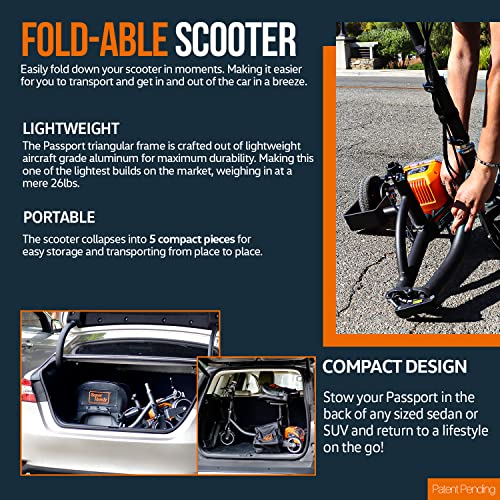 FOLD-ABLE SCOOTER
Easily fold down your scooter in moments. Making it easier
for you to transport and get in and out of the car in a breeze.
LIGHTWEIGHT
The Passport triangular frame is crafted out of lightweight
aircraft grade aluminum for maximum durability. Making this
one of the lightest builds on the market, weighing in at a
mere 26lbs.
PORTABLE
The scooter collapses into 5 compact pieces for
easy storage and transporting from place to place.
Super
Handy
COMPACT DESIGN
Stow your Passport in the
back of any sized sedan or
SUV and return to a lifestyle
on the go!
Patent Pending